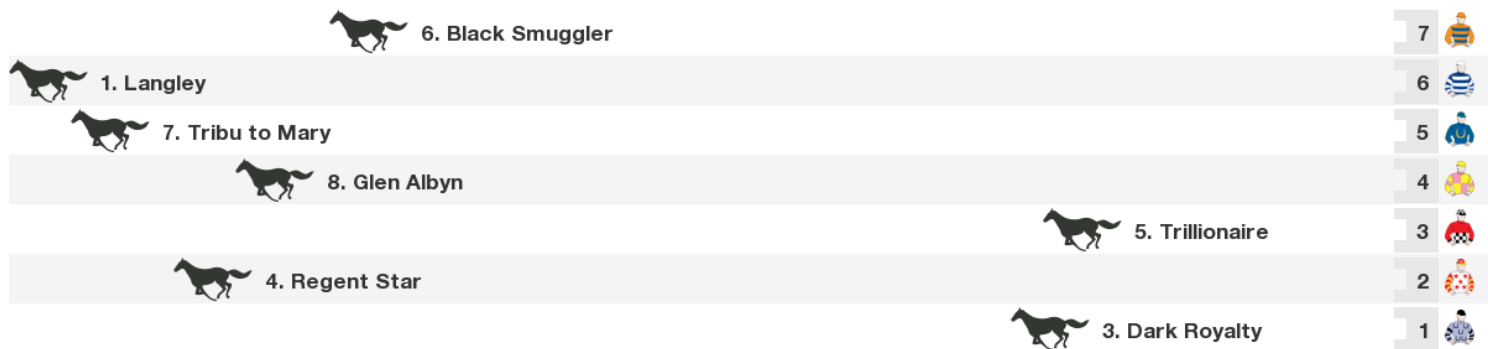 6. Black Smuggler 7
1. Langley 6
7. Tribu to Mary 5
8. Glen Albyn 4
5. Trillionaire 3
4. Regent Star 2
3. Dark Royalty 1